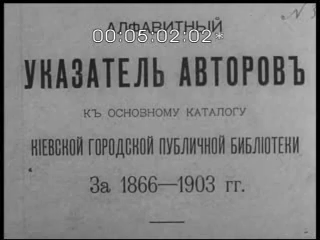 АЛФАВИТНЫЙ
00:05:02:02*
УКАЗАТЕЛЬ АВТОРОВЪ
КЪ ОСНОВНОМУ КАТАЛОГУ
КІЕВСКОЙ ГОРОДСКОЙ ПУБЛИЧНОЙ БИБЛІОТЕКИ
За 1866—1903 гг.